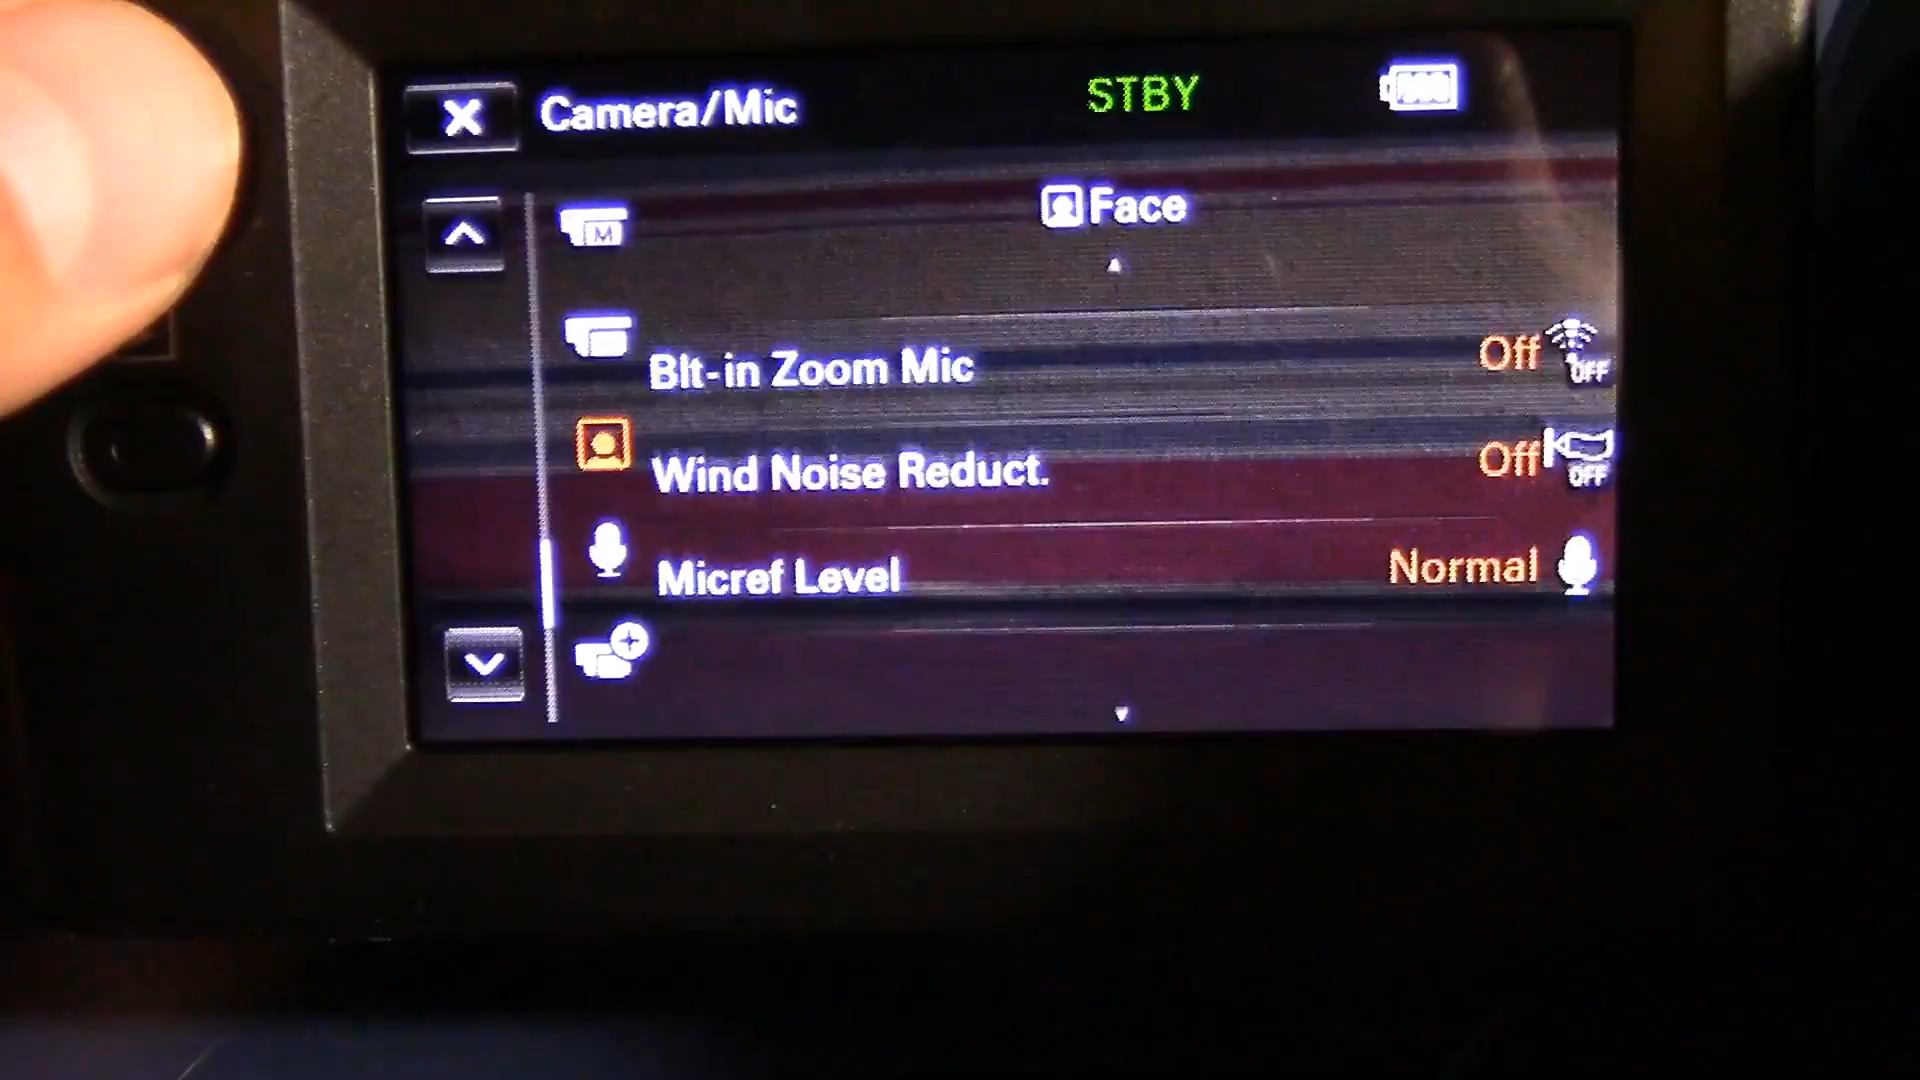 Camera/Mic
STBY
M
Face
Blt-in Zoom Mic
Off
OFF
Wind Noise Reduct.
Off
OFF
Micref Level
Normal